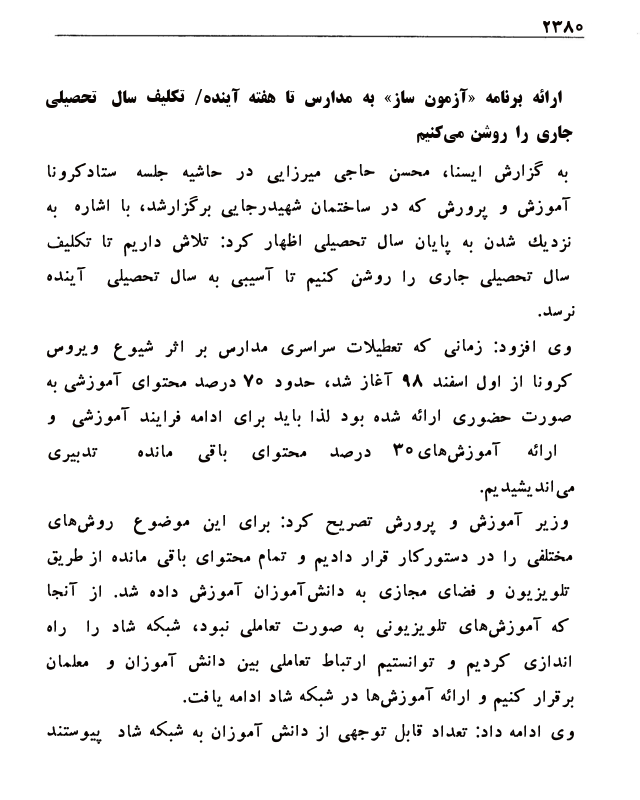 ۲۳۸۰
ارائه برنامه «آزمون ساز» به مدارس تا هفته آینده/ تکلیف سال تحصیلی
جاری را روشن می‌کنیم
به گزارش ایسنا، محسن حاجی میرزایی در حاشیه جلسه ستادکرونا
آموزش و پرورش که در ساختمان شهیدرجایی برگزارشد، با اشاره به
نزدیك شدن به پایان سال تحصیلی اظهار کرد: تلاش داریم تا تکلیف
سال تحصیلی جاری را روشن کنیم تا آسیبی به سال تحصیلی آینده
نرسد.
وی افزود: زمانی که تعطیلات سراسری مدارس بر اثر شیوع ویروس
کرونا از اول اسفند ۹۸ آغاز شد، حدود ۷۰ درصد محتوای آموزشی به
صورت حضوری ارائه شده بود لذا باید برای ادامه فرایند آموزشی و
ارائه آموزش‌های ۳۰ درصد محتوای باقی مانده تدبیری
می‌اندیشیدیم.
وزیر آموزش و پرورش تصریح کرد: برای این موضوع روش‌های
مختلفی را در دستورکار قرار دادیم و تمام محتوای باقی مانده از طریق
تلویزیون و فضای مجازی به دانش‌آموزان آموزش داده شد. از آنجا
که آموزش‌های تلویزیونی به صورت تعاملی نبود، شبکه شاد را راه
اندازی کردیم و توانستیم ارتباط تعاملی بین دانش آموزان و معلمان
برقرار کنیم و ارائه آموزش‌ها در شبکه شاد ادامه یافت.
وی ادامه داد: تعداد قابل توجهی از دانش آموزان به شبکه شاد پیوستند